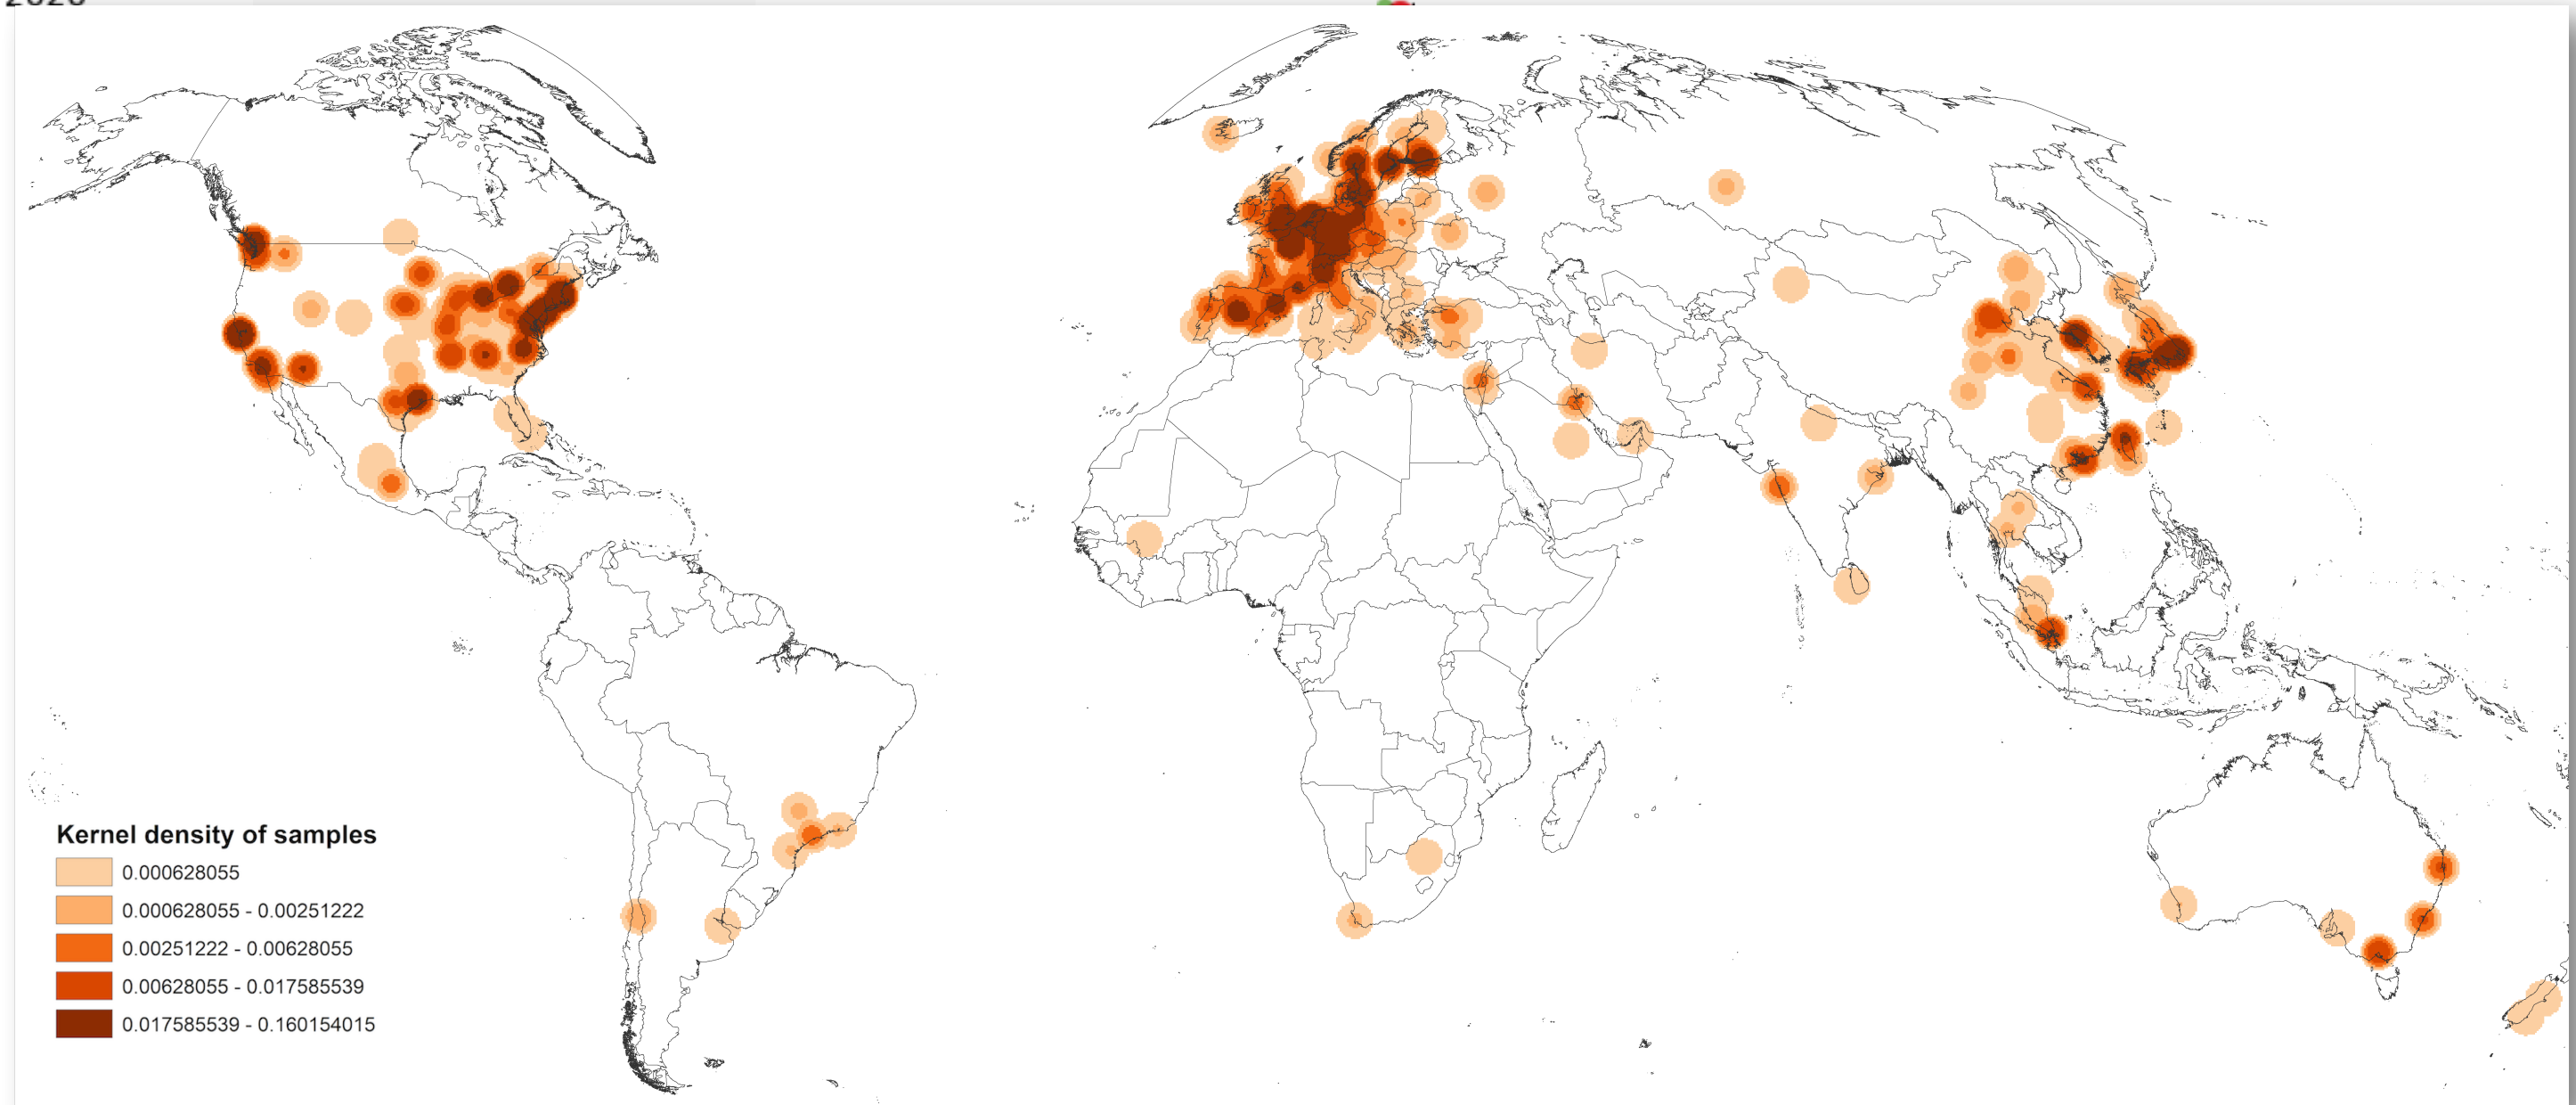 Kernel density of samples
0.000628055
0.000628055 - 0.00251222
0.00251222 - 0.00628055
0.00628055 - 0.017585539
0.017585539 - 0.160154015